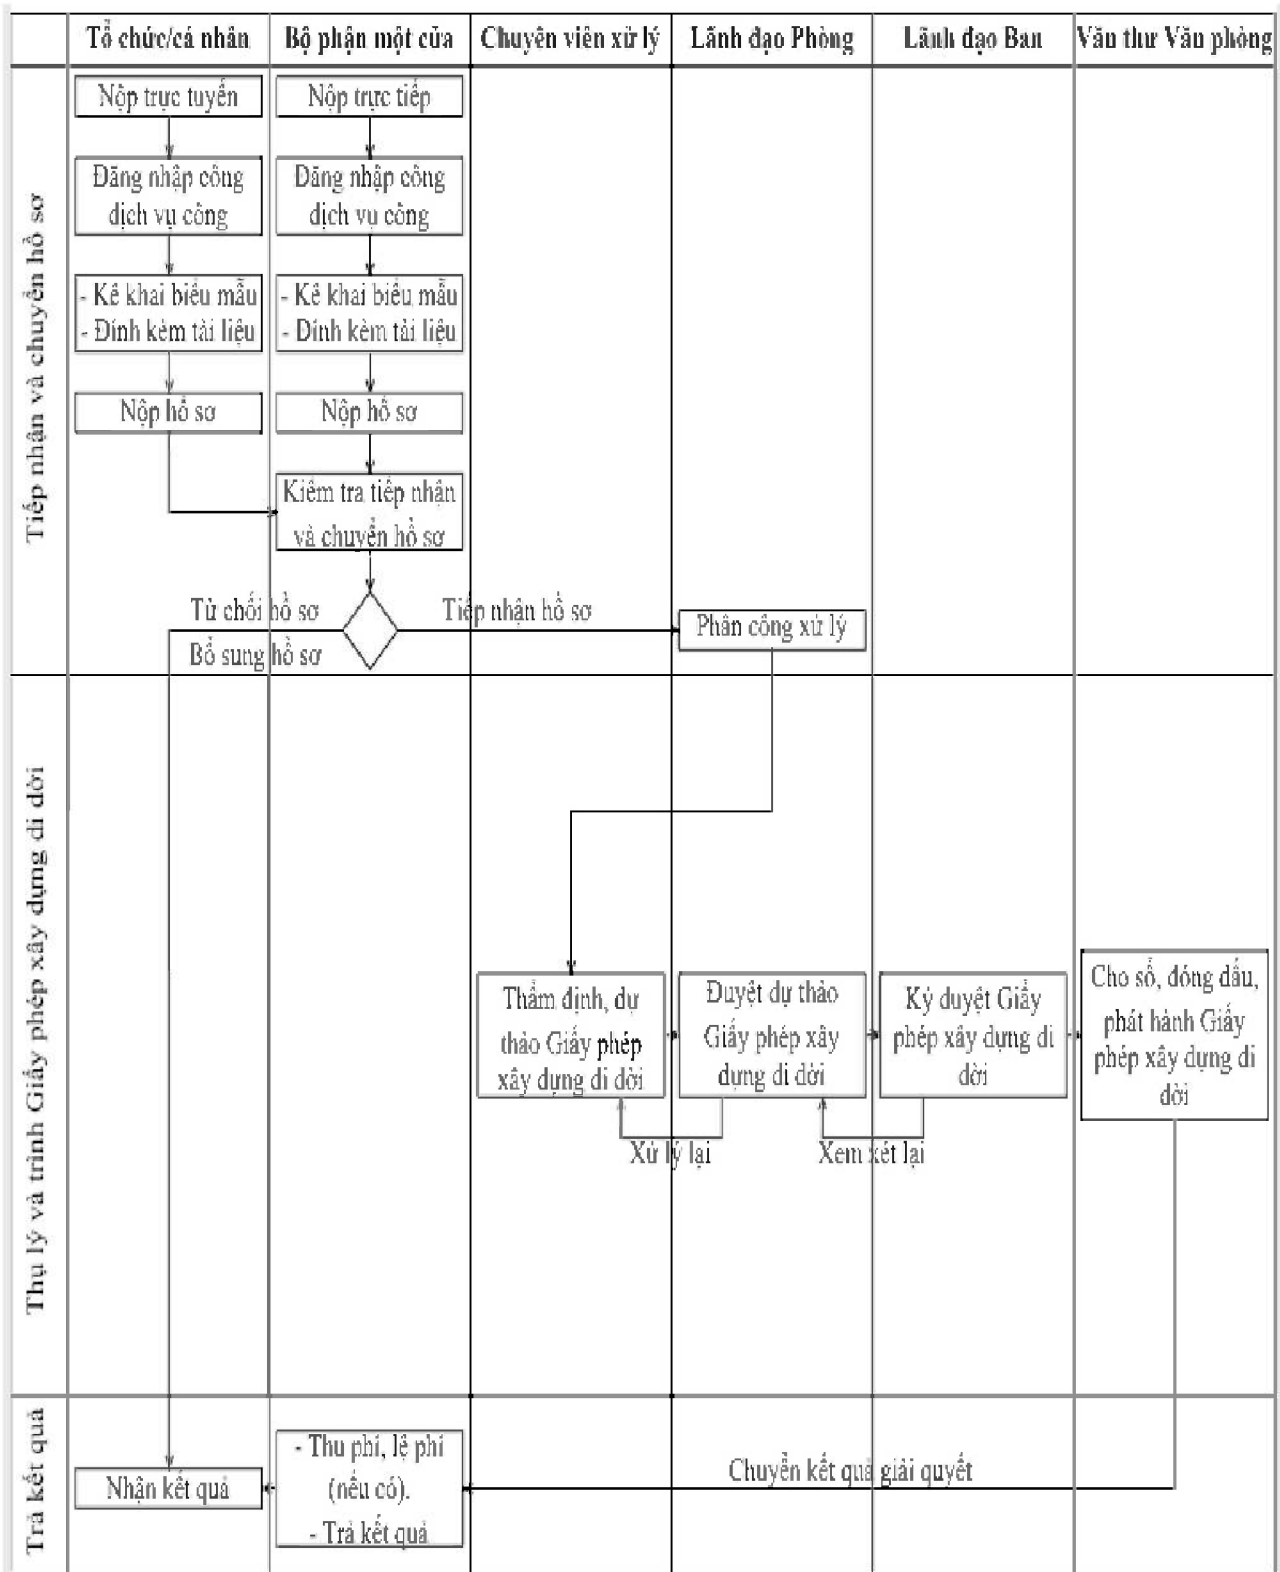 Tổ chức/cá nhân
Bộ phận một cửa
Chuyên viên xử lý
Lãnh đạo Phòng
Lãnh đạo Ban
Văn thư Văn phòng
Tiếp nhận và chuyển hồ sơ
Nộp trực tuyến
Nộp trực tiếp
Đăng nhập công
dịch vụ công
Đăng nhập công
dịch vụ công
- Kê khai biểu mẫu
- Đính kèm tài liệu
- Kê khai biểu mẫu
- Đính kèm tài liệu
Nộp hồ sơ
Nộp hồ sơ
Kiểm tra tiếp nhận
và chuyển hồ sơ
Từ chối hồ sơ
Bổ sung hồ sơ
Tiếp nhận hồ sơ
Phân công xử lý
Thụ lý và trình Giấy phép xây dựng di dời
Thẩm định, dự
thảo Giấy phép
xây dựng di dời
Duyệt dự thảo
Giấy phép xây
dựng di dời
Ký duyệt Giấy
phép xây dựng di
dời
Cho số, đóng dấu,
phát hành Giấy
phép xây dựng di
dời
Xử lý lại
Xem xét lại
Trả kết quả
Nhận kết quả
- Thu phí, lệ phí
(nếu có).
- Trả kết quả
Chuyển kết quả giải quyết